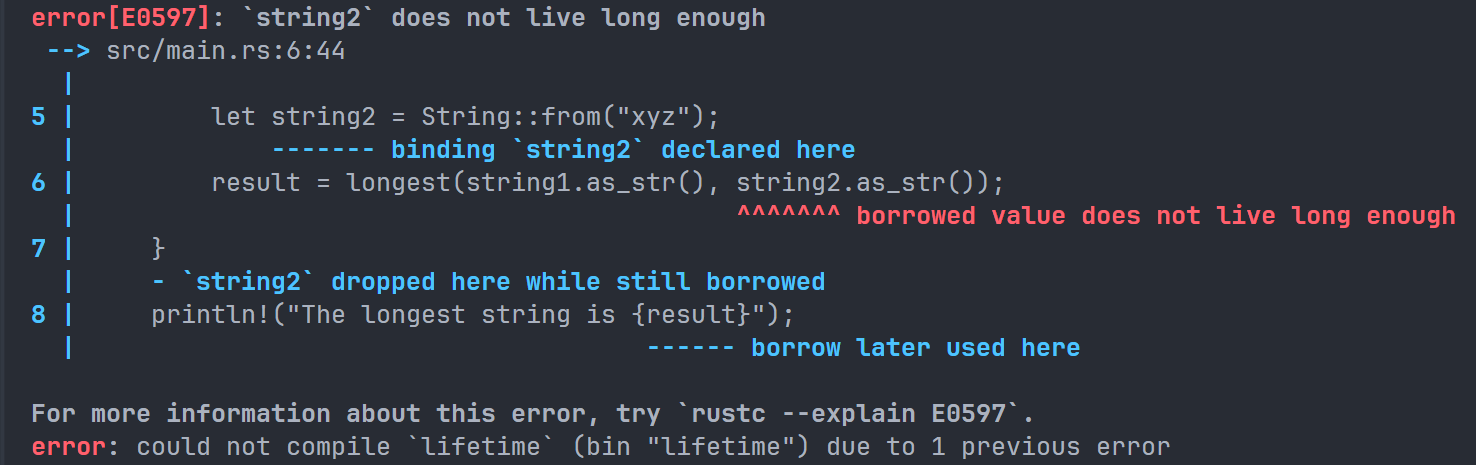 error[E0597]: `string2` does not live long enough
 --> src/main.rs:6:44
  |
5 |         let string2 = String::from("xyz");
  |             ------- binding `string2` declared here
6 |         result = longest(string1.as_str(), string2.as_str());
  |                                            ^^^^^^^ borrowed value does not live long enough
7 |     }
  |     - `string2` dropped here while still borrowed
8 |     println!("The longest string is {result}");
  |                                      ------ borrow later used here

For more information about this error, try `rustc --explain E0597`.
error: could not compile `lifetime` (bin "lifetime") due to 1 previous error